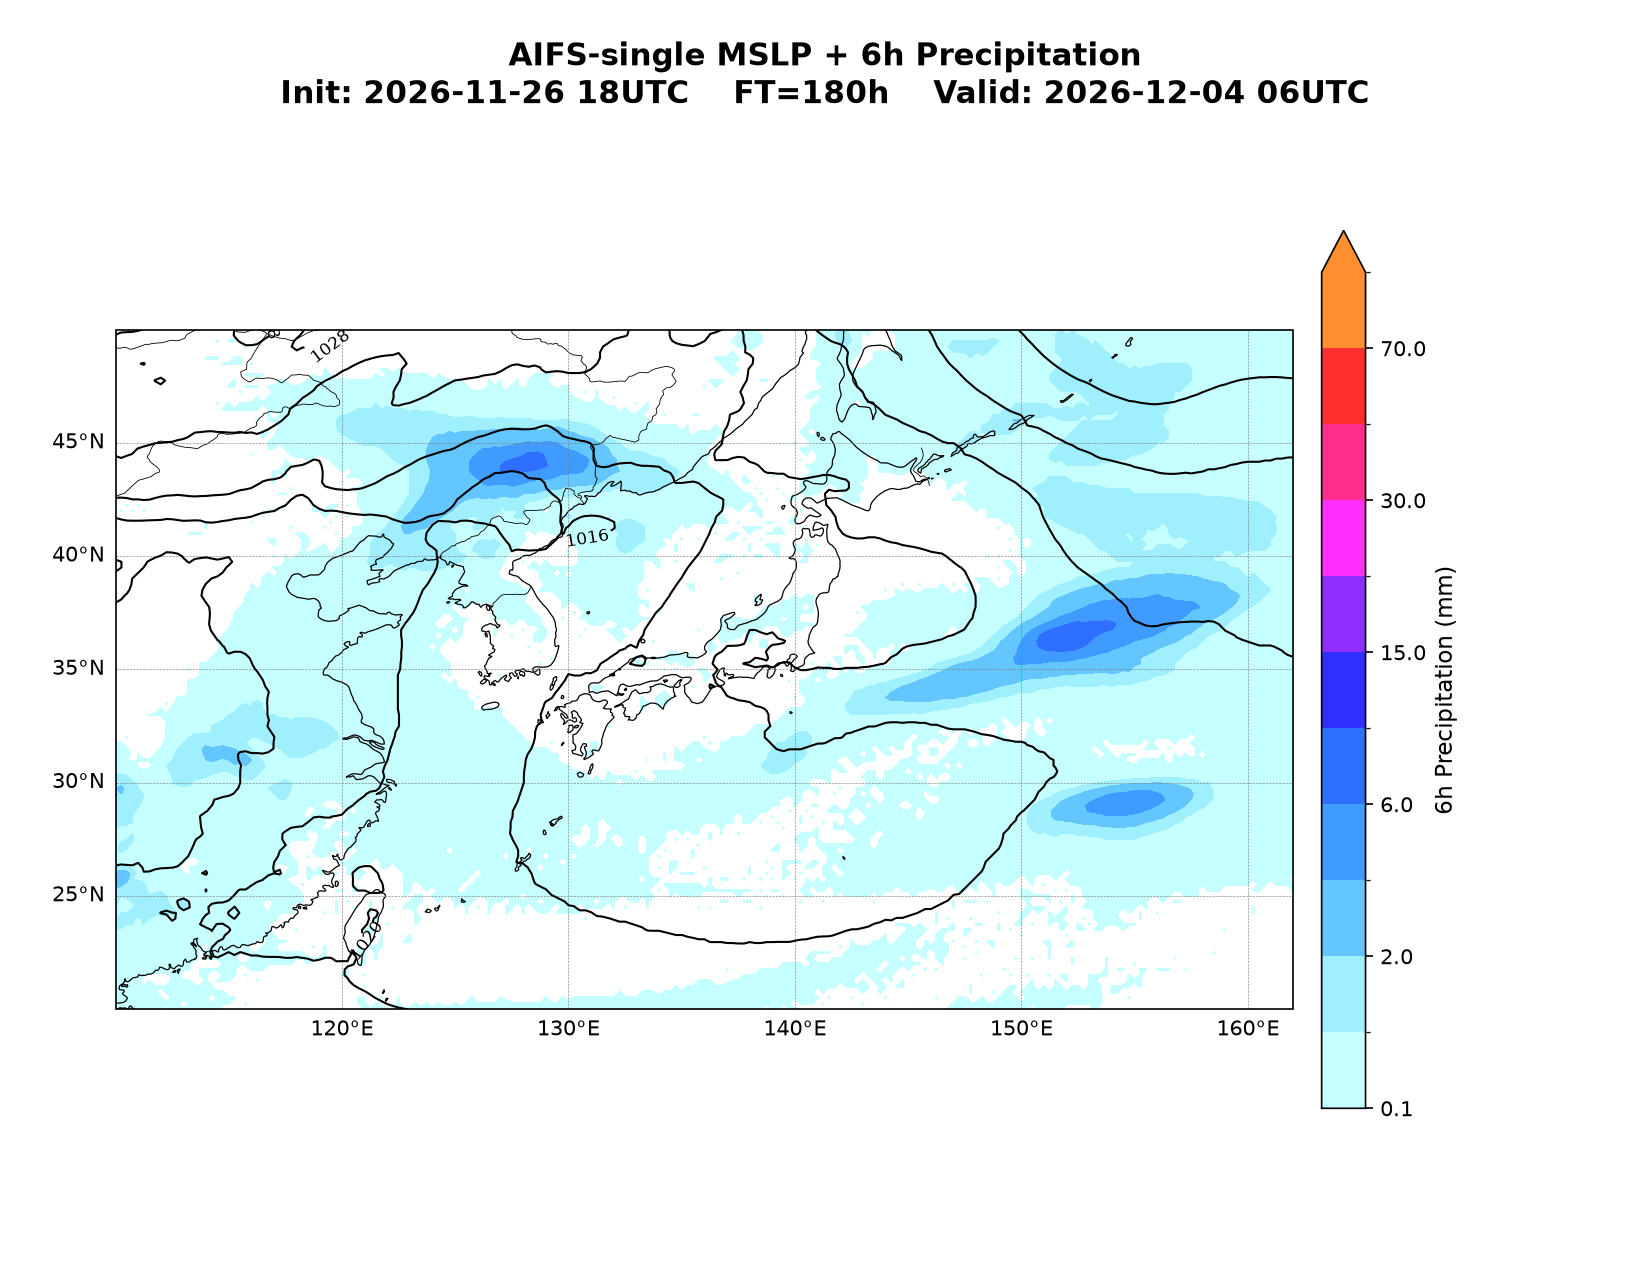 AIFS-single MSLP + 6h Precipitation
Init: 2026-11-26 18UTC    FT=180h    Valid: 2026-12-04 06UTC
1028
1016
1020
45°N
40°N
35°N
30°N
25°N
120°E
130°E
140°E
150°E
160°E
70.0
30.0
15.0
6.0
2.0
0.1
6h Precipitation (mm)